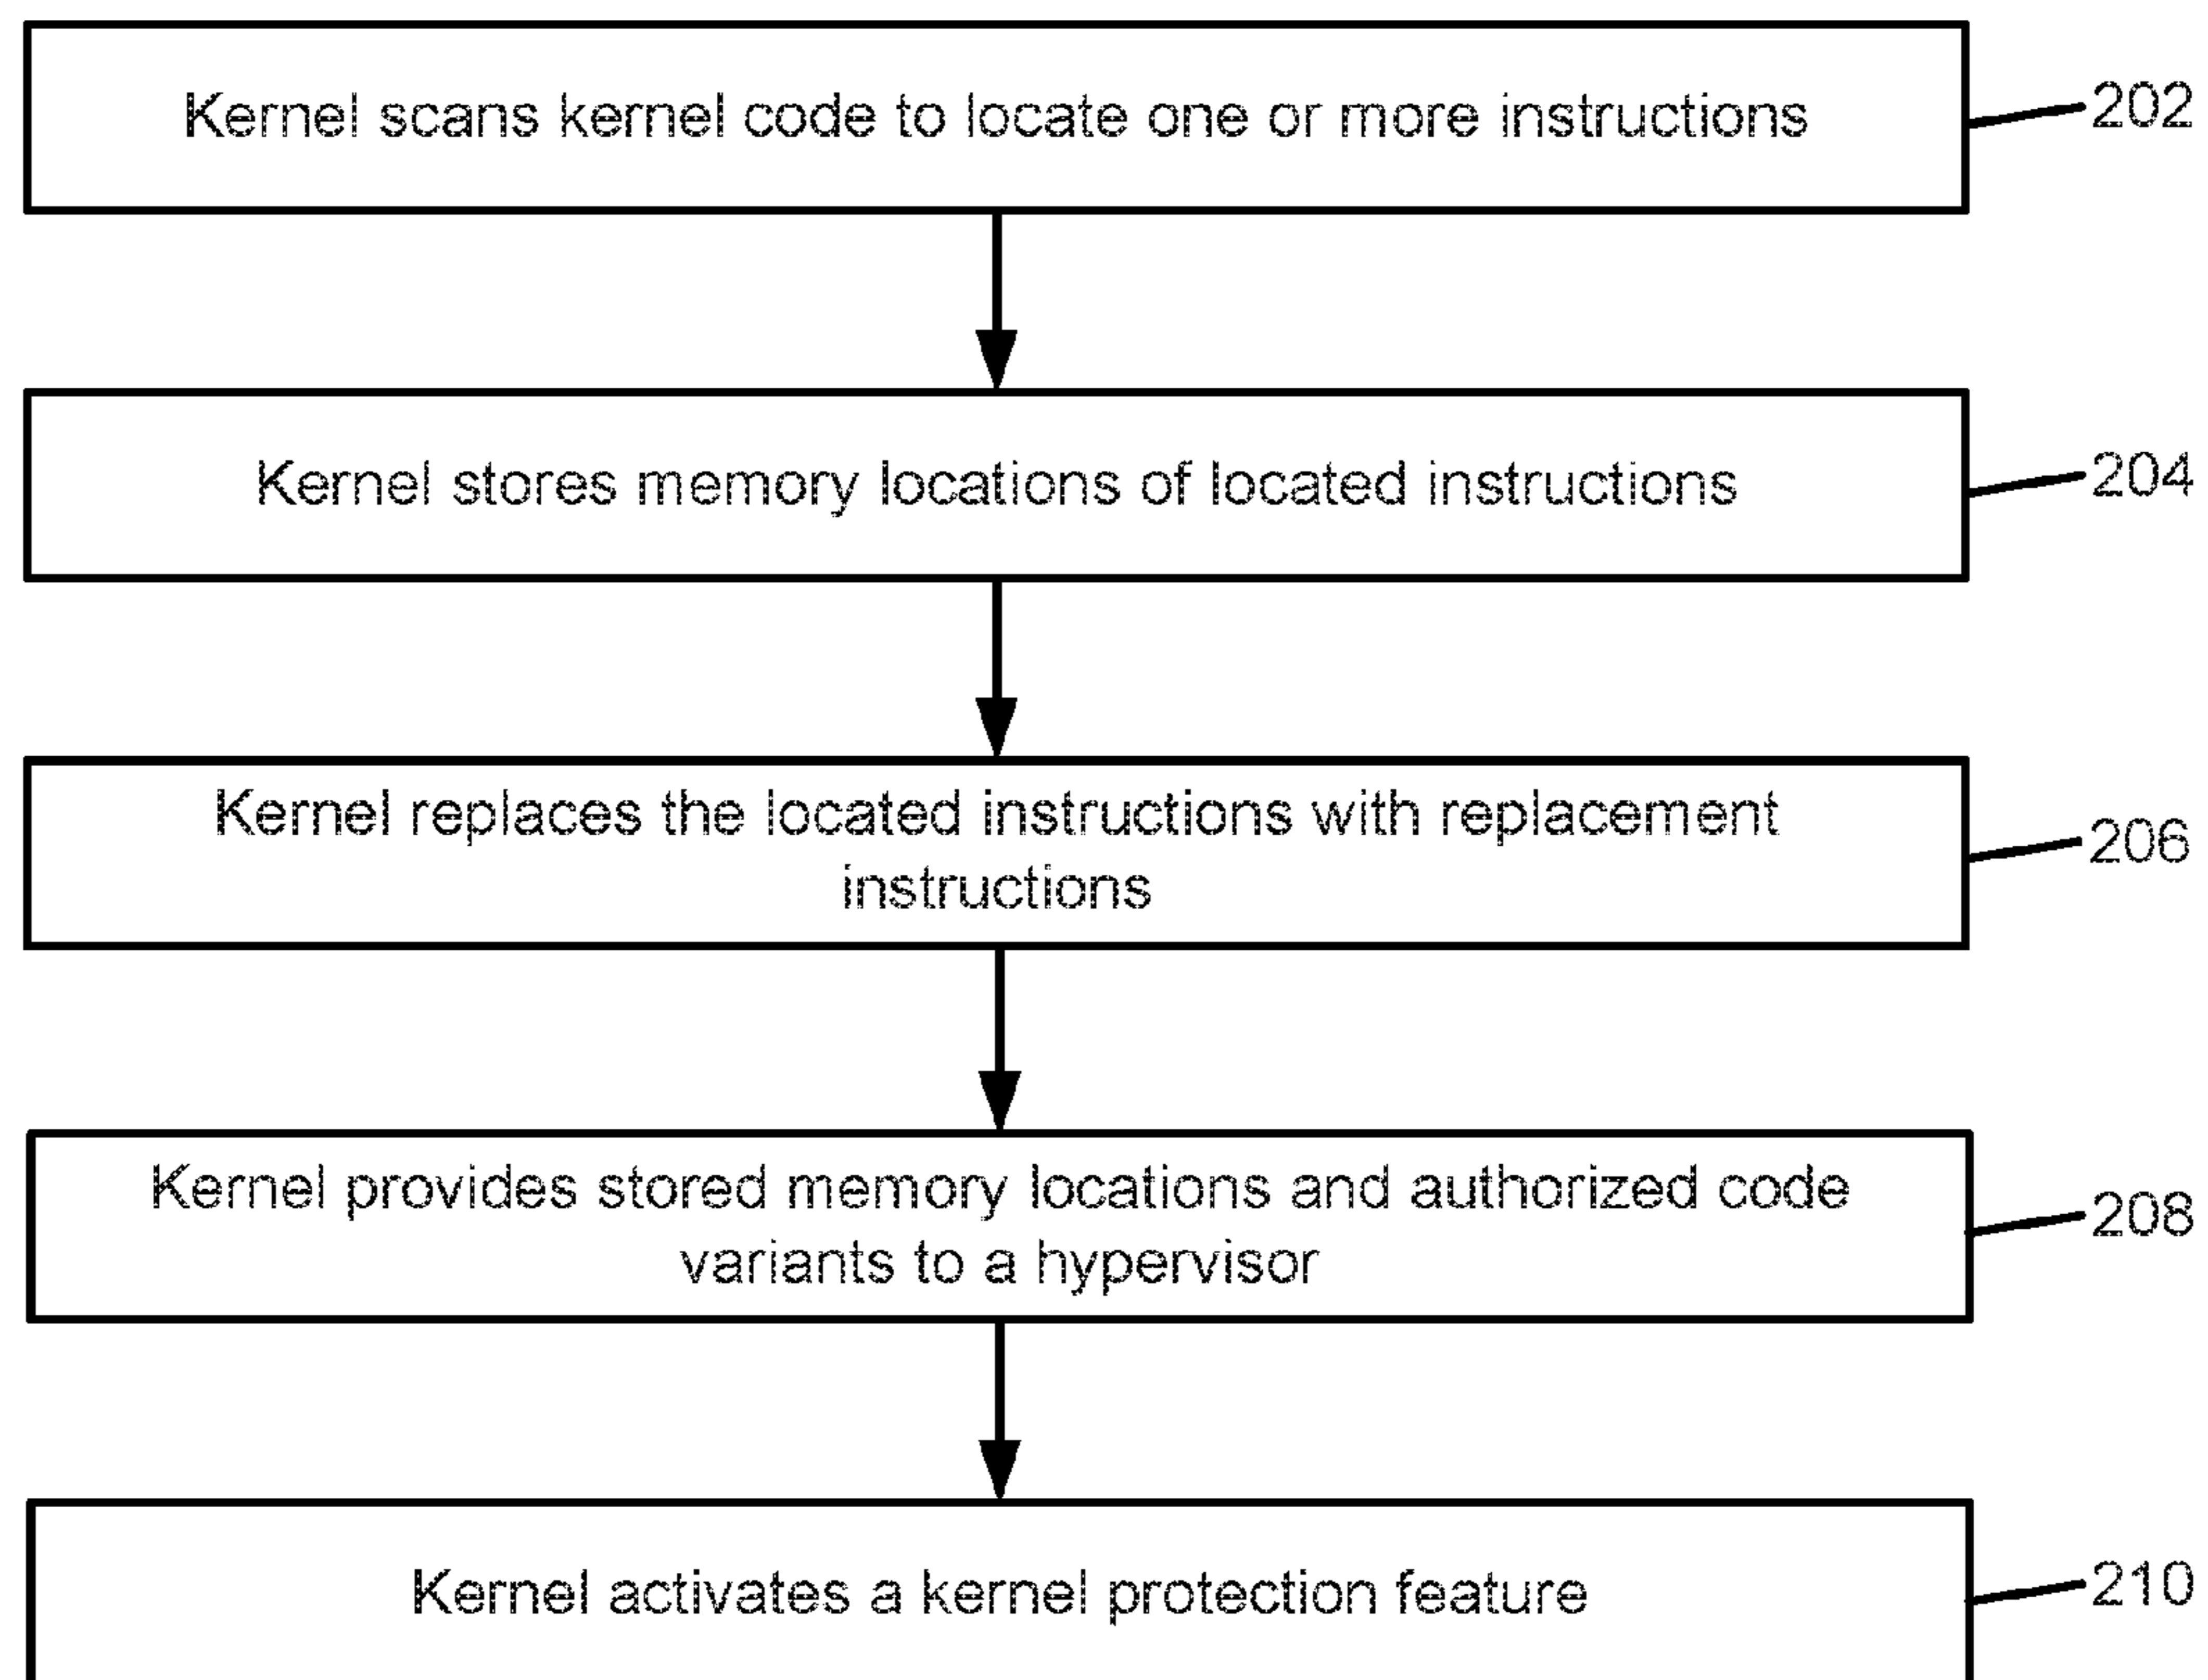 Kernel scans kernel code to locate one or more instructions
202
Kernel stores memory locations of located instructions
204
Kernel replaces the located instructions with replacement
instructions
206
Kernel provides stored memory locations and authorized code
variants to a hypervisor
208
Kernel activates a kernel protection feature
210